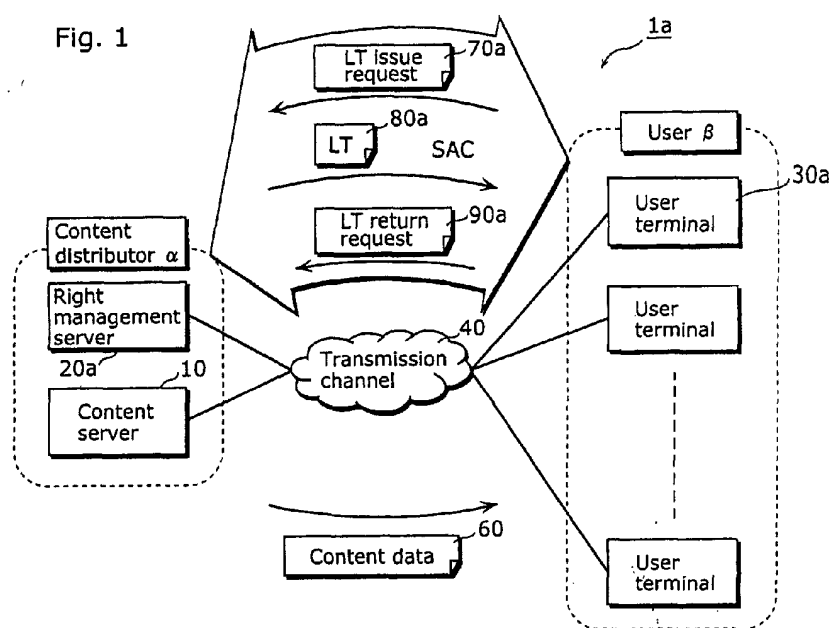 Fig. 1
1a
LT issue
request
70a
LT
80a
SAC
LT return
request
90a
User β
User
terminal
30a
Content
distributor α
Right
management
server
20a
10
Content
server
40
Transmission
channel
User
terminal
60
Content data
User
terminal